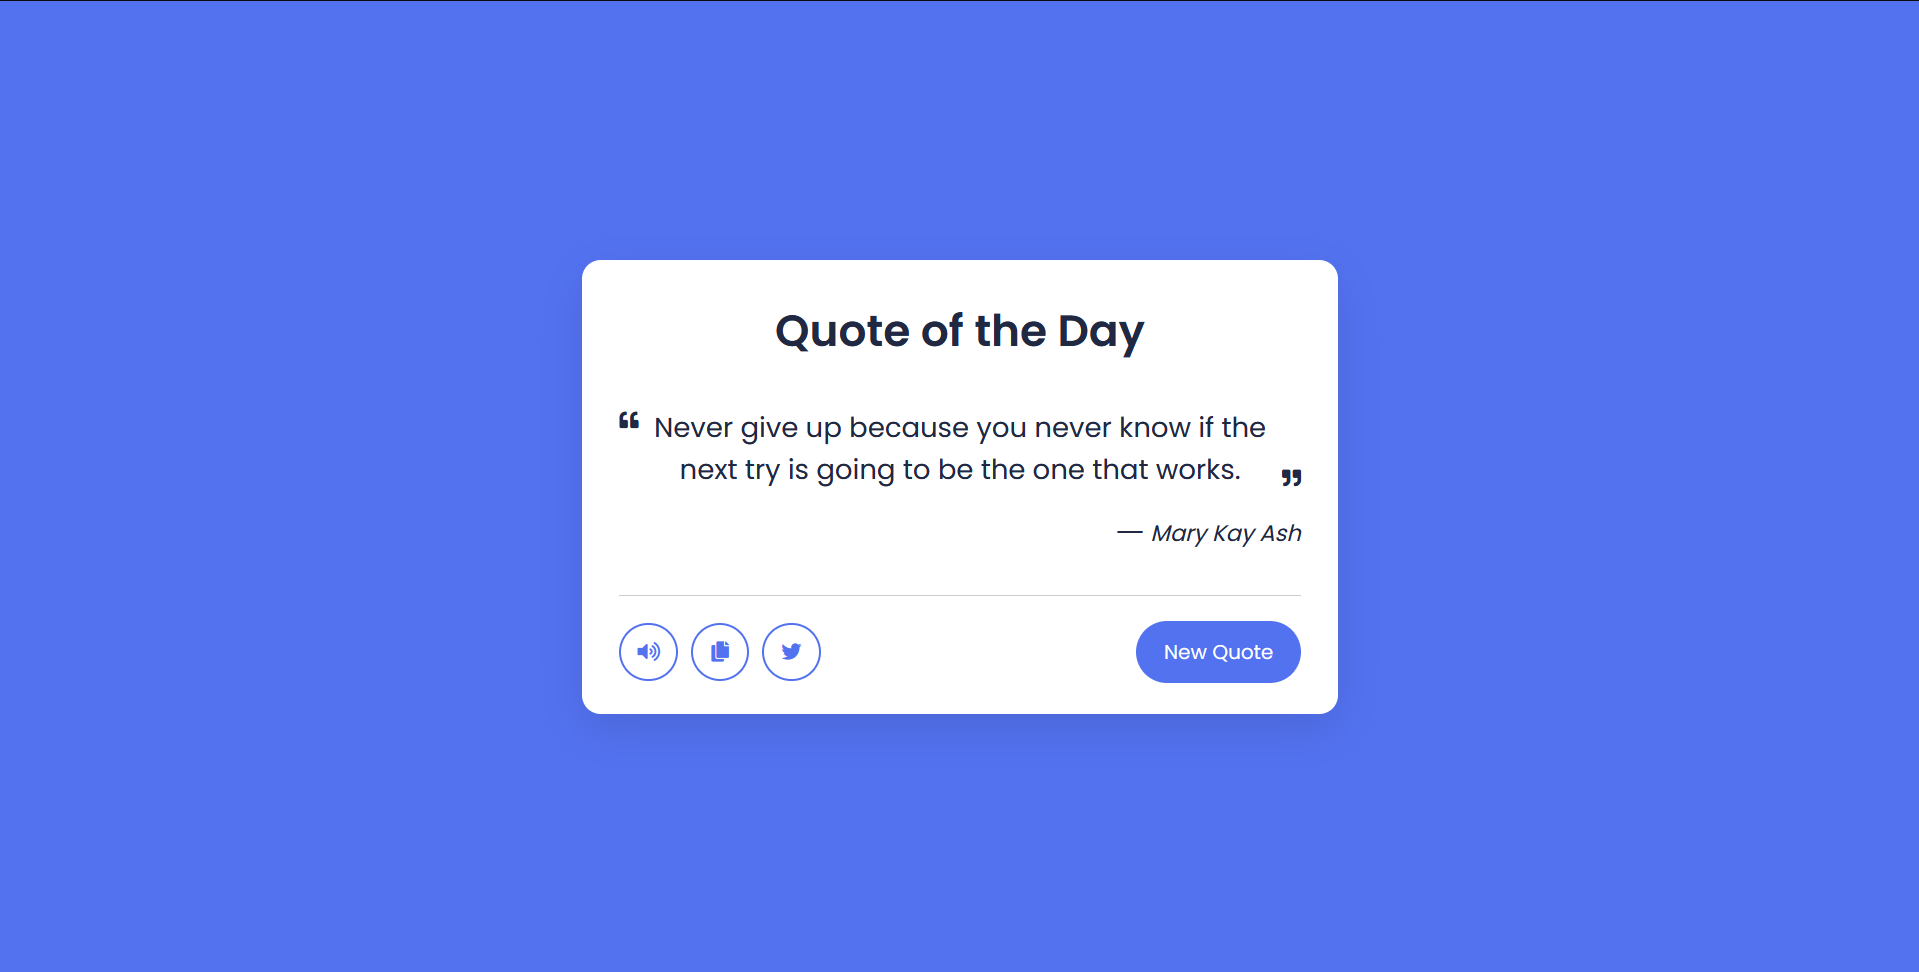 Quote of the Day
“ Never give up because you never know if the
next try is going to be the one that works. ”
— Mary Kay Ash
New Quote